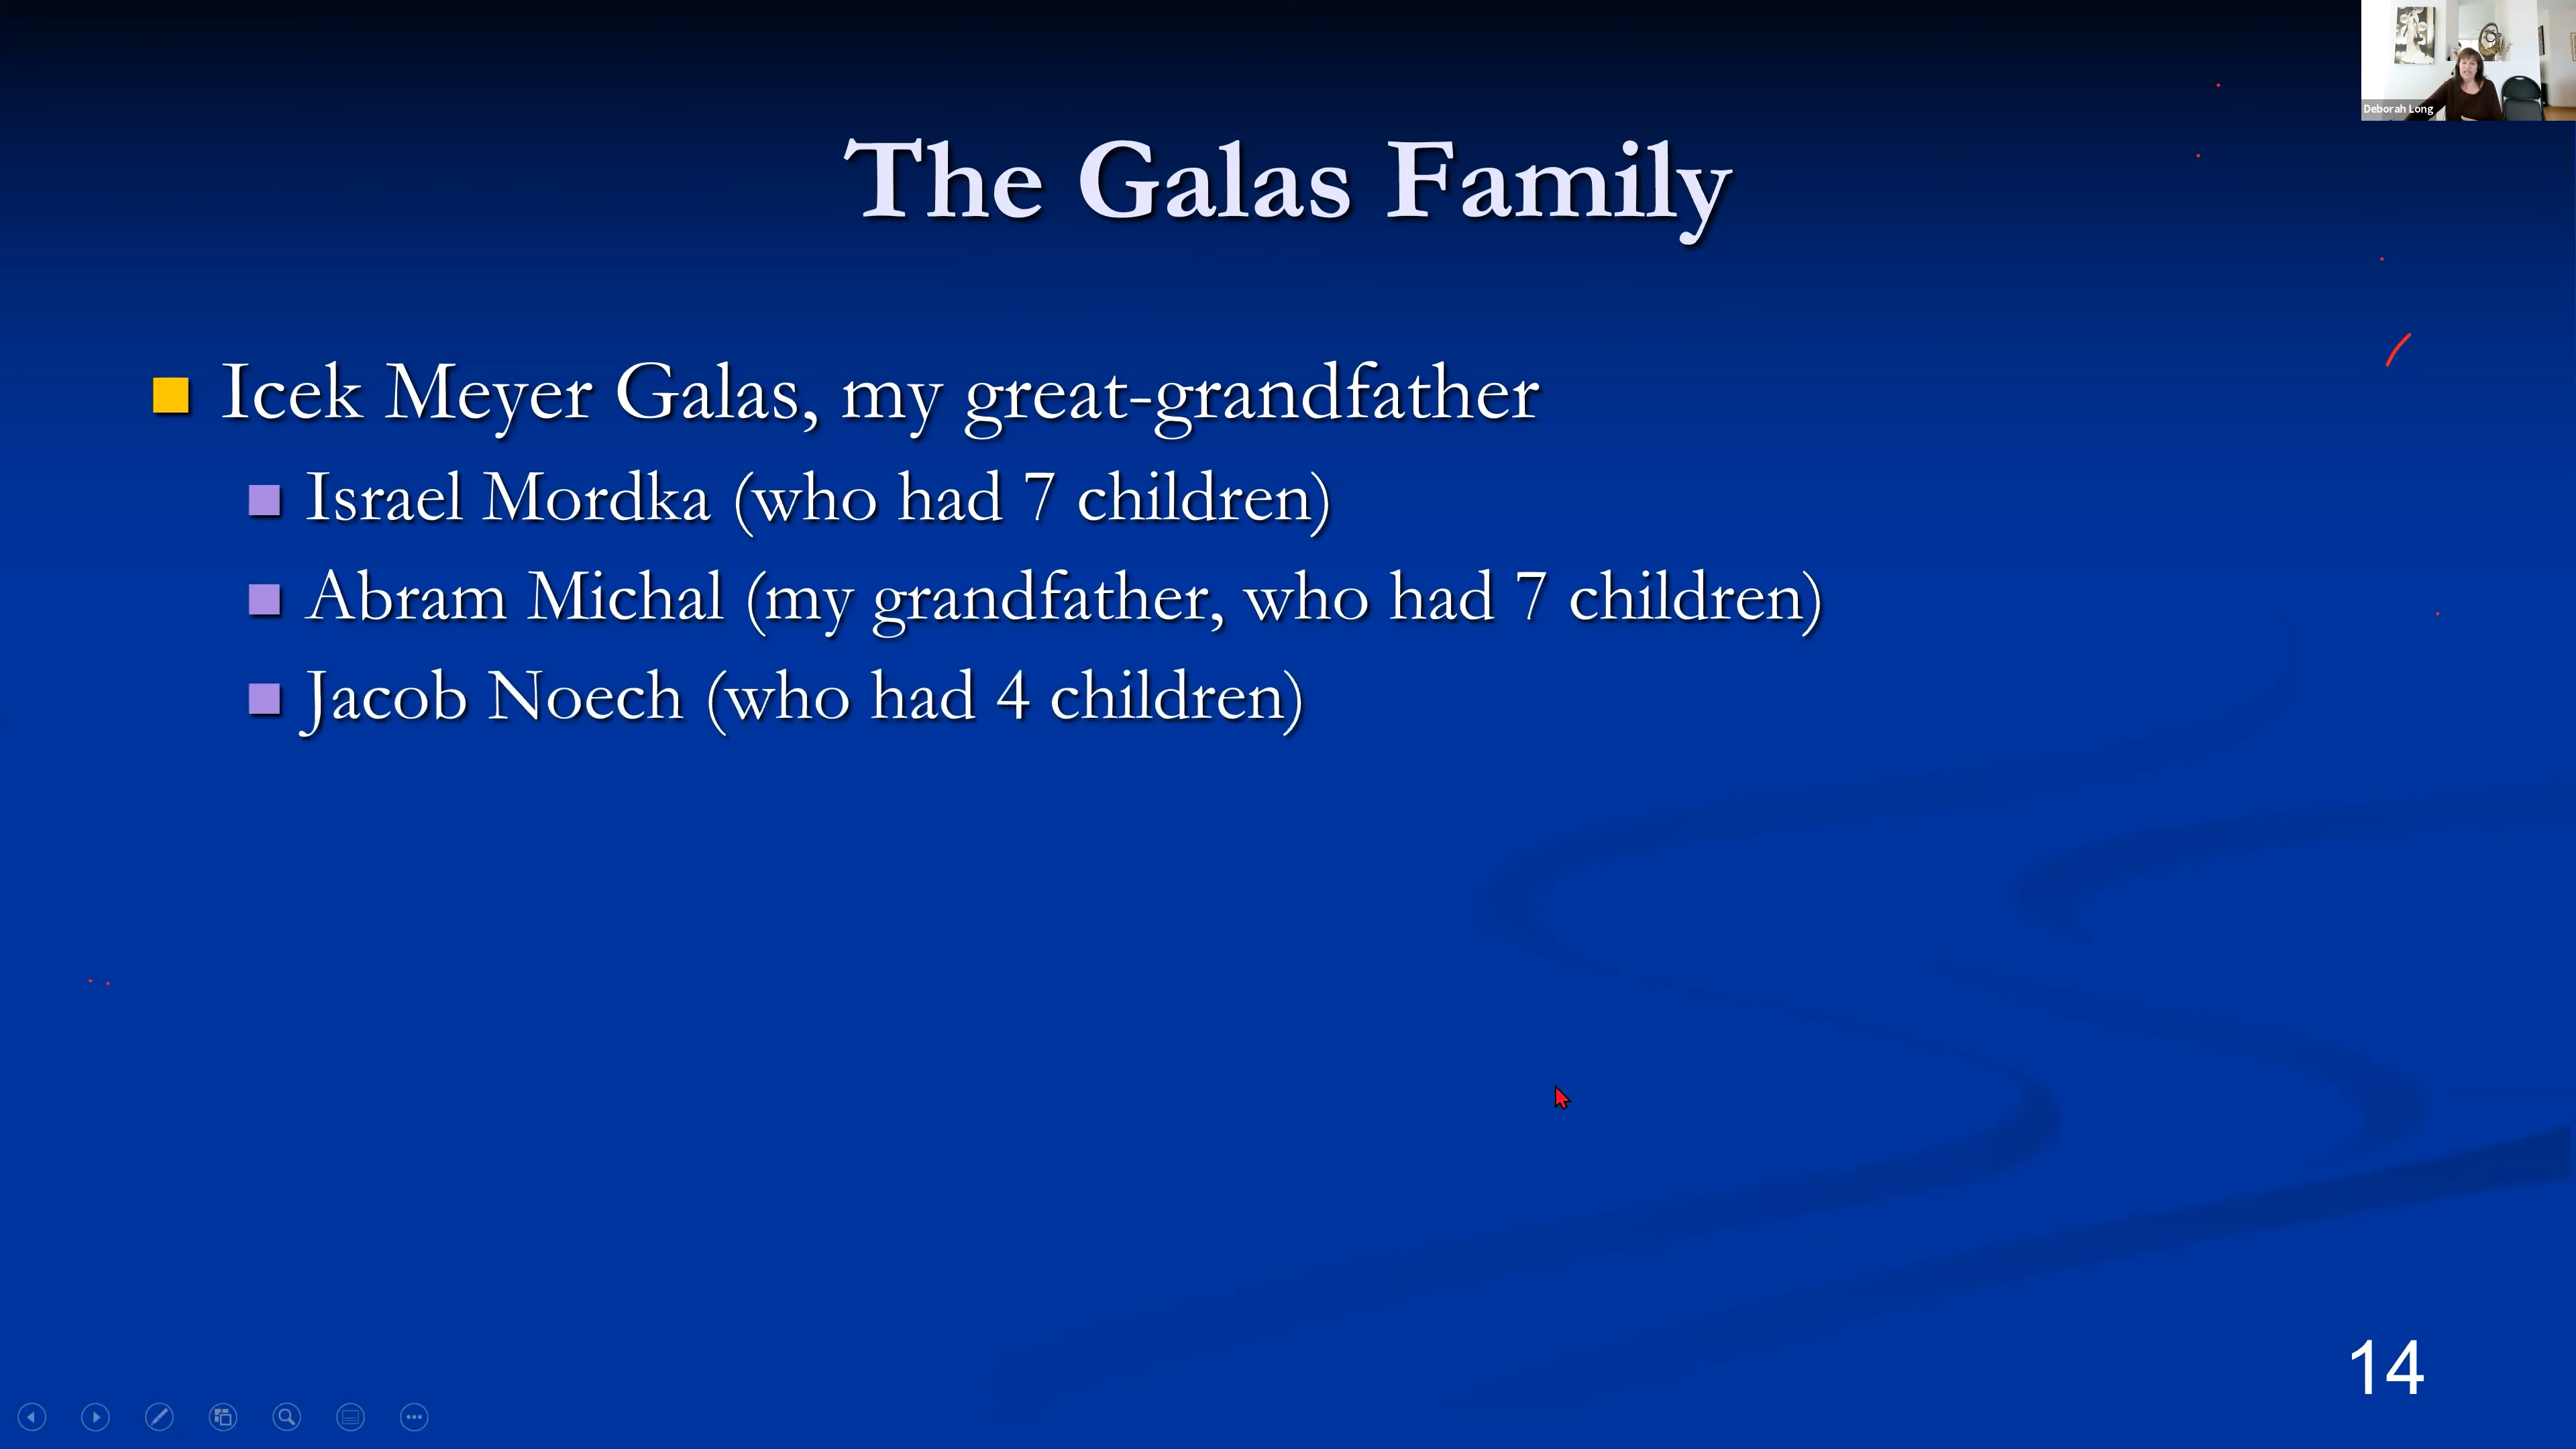 Deborah Long
The Galas Family
Icek Meyer Galas, my great-grandfather
Israel Mordka (who had 7 children)
Abram Michal (my grandfather, who had 7 children)
Jacob Noech (who had 4 children)
14